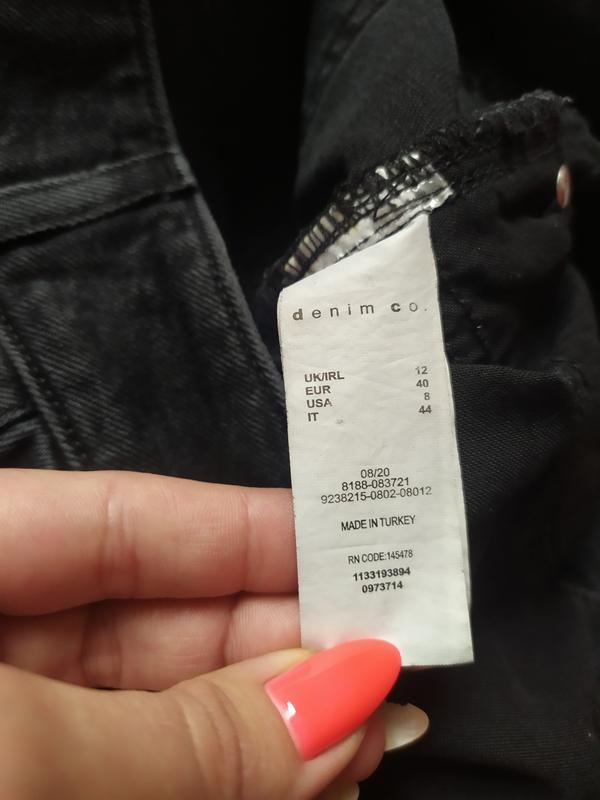 denim co.
UK/IRL 12
EUR 40
USA 8
IT 44
08/20
8188-083721
9238215-0802-08012
MADE IN TURKEY
RN CODE:145478
1133193894
0973714